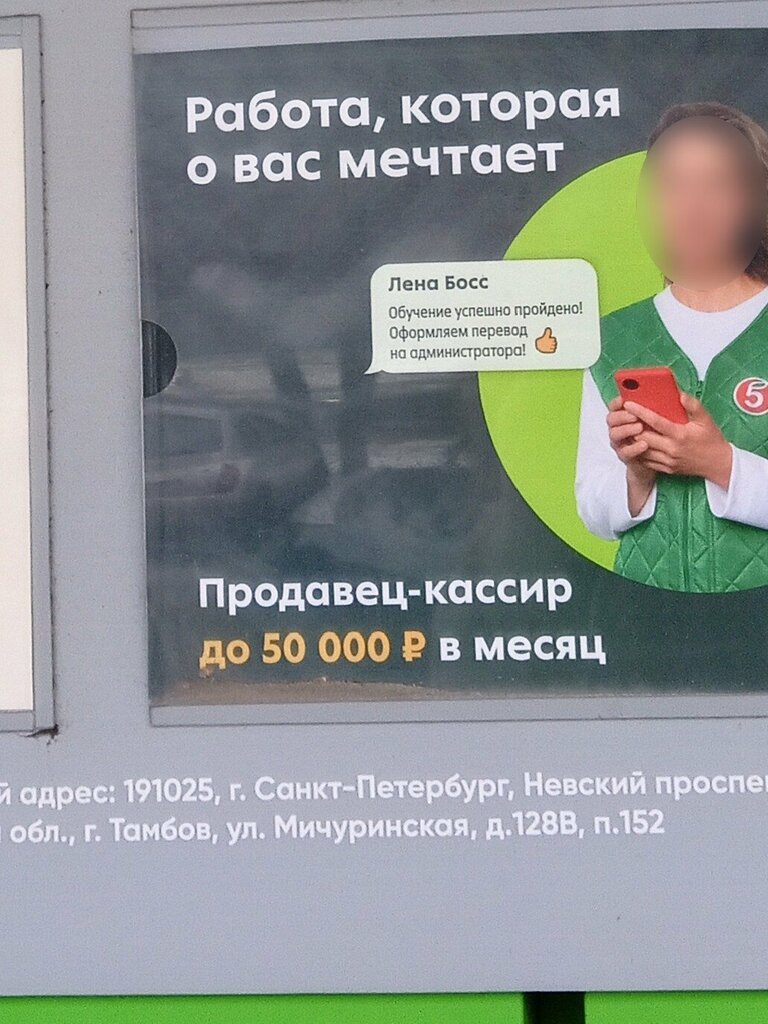 Работа, которая
о вас мечтает
Лена Босс
Обучение успешно пройдено!
Оформляем перевод
на администратора!
5
Продавец-кассир
до 50 000 ₽ в месяц
й адрес: 191025, г. Санкт-Петербург, Невский проспе
обл., г. Тамбов, ул. Мичуринская, д.128В, п.152